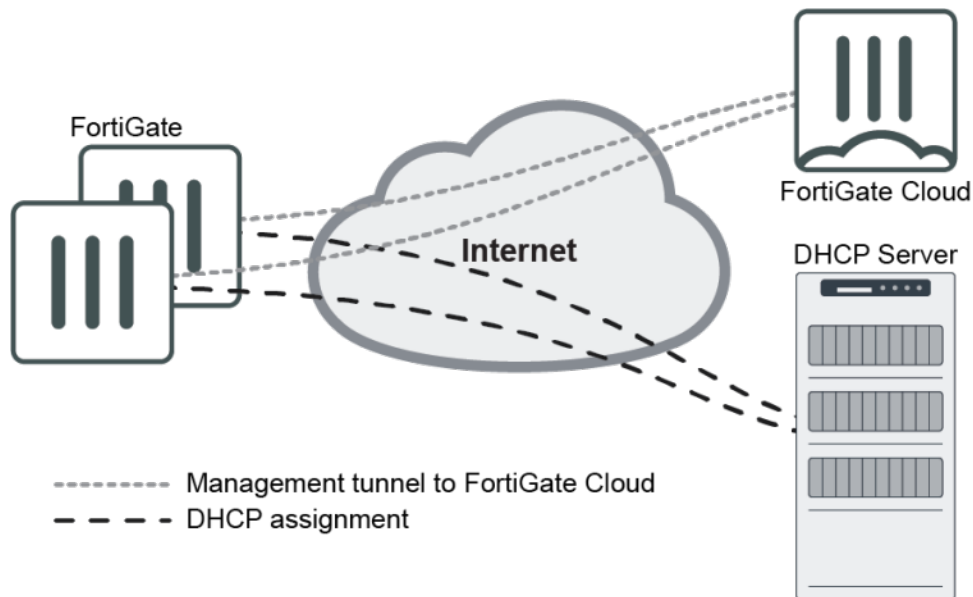 FortiGate
FortiGate Cloud
Internet
DHCP Server
Management tunnel to FortiGate Cloud
DHCP assignment